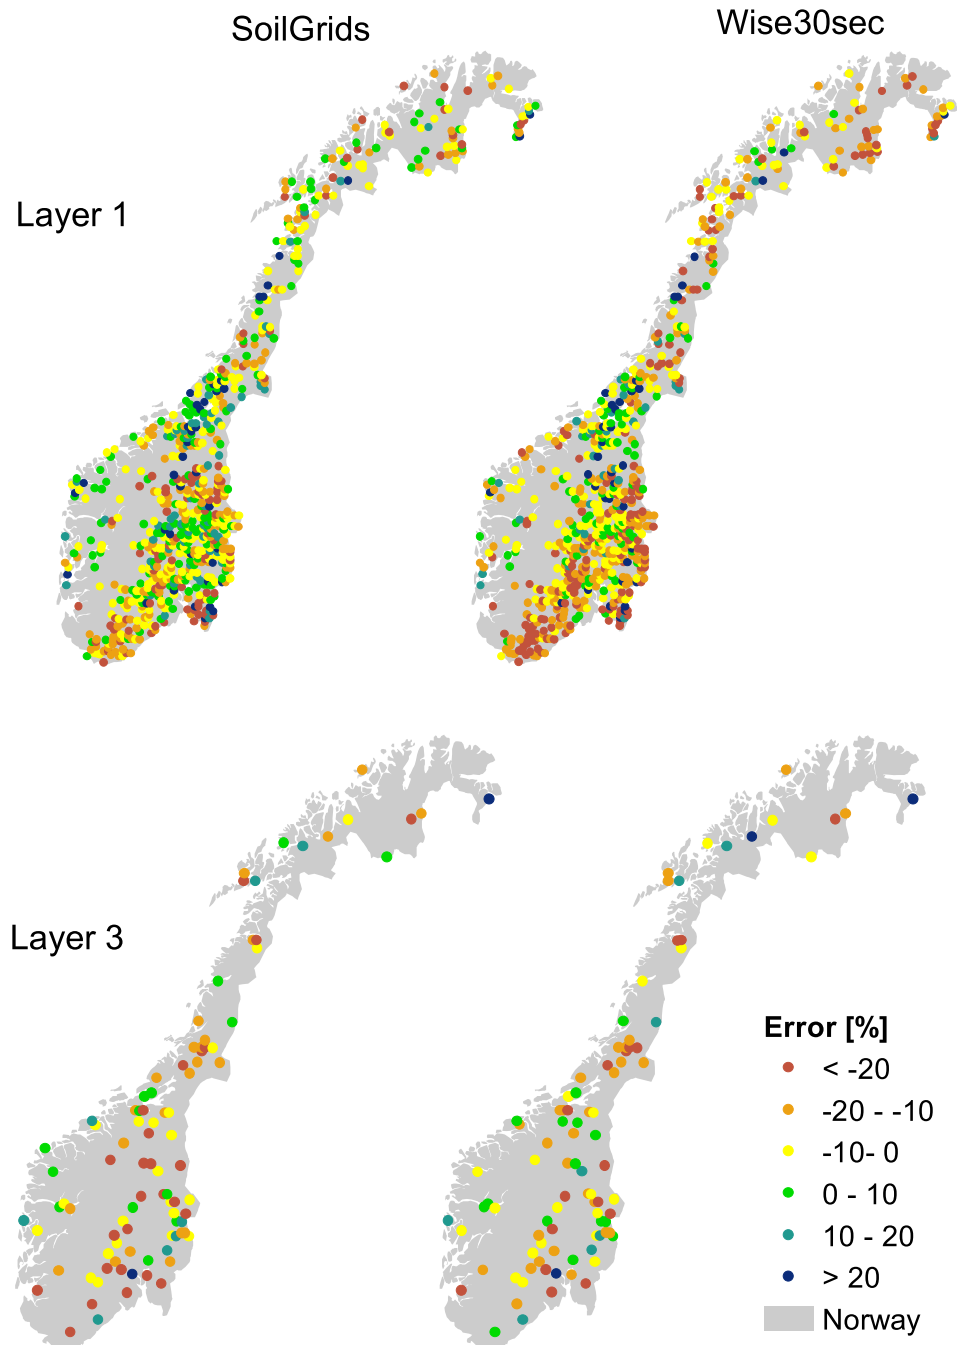 SoilGrids
Wise30sec
Layer 1
Layer 3
Error [%]
< -20
-20 - -10
-10- 0
0 - 10
10 - 20
> 20
Norway